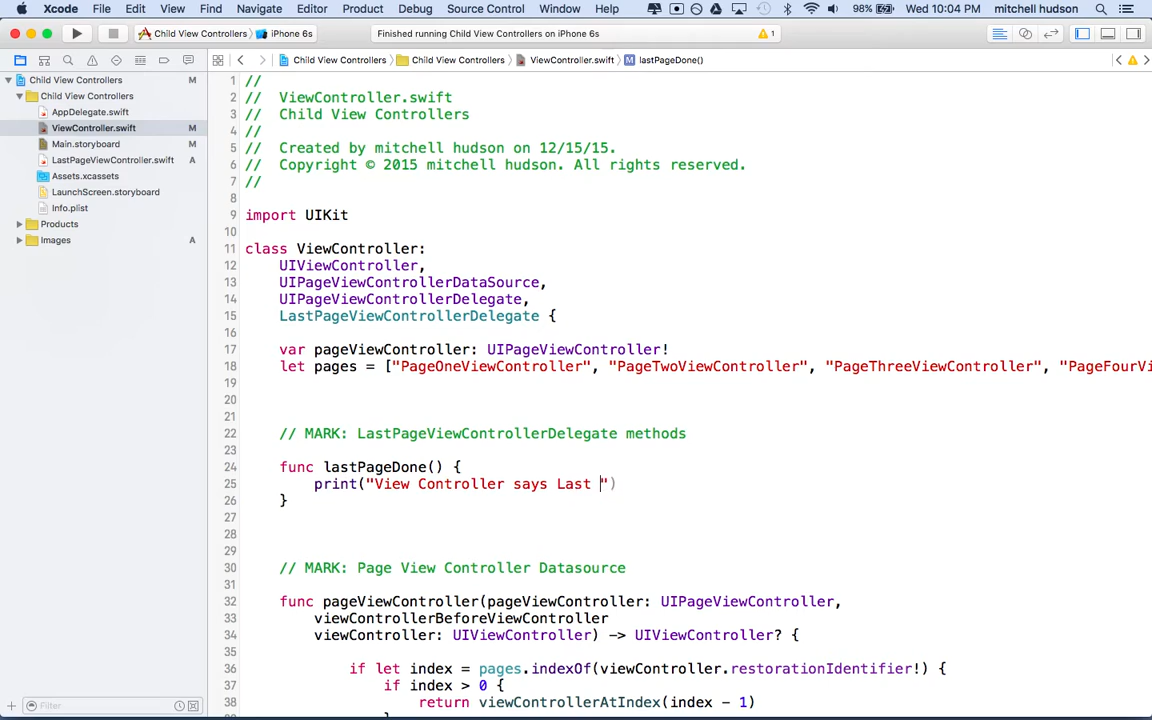 Xcode File Edit View Find Navigate Editor Product Debug Source Control Window Help 98% Wed 10:04 PM mitchell hudson
Child View Controllers iPhone 6s Finished running Child View Controllers on iPhone 6s 1
Child View Controllers Child View Controllers ViewController.swift lastPageDone()
Child View Controllers M
Child View Controllers
AppDelegate.swift
ViewController.swift M
Main.storyboard M
LastPageViewController.swift A
Assets.xcassets
LaunchScreen.storyboard
Info.plist
Products
Images A
Filter
1 //
2 //  ViewController.swift
3 //  Child View Controllers
4 //
5 //  Created by mitchell hudson on 12/15/15.
6 //  Copyright © 2015 mitchell hudson. All rights reserved.
7 //
8
9 import UIKit
10
11 class ViewController:
12     UIViewController,
13     UIPageViewControllerDataSource,
14     UIPageViewControllerDelegate,
15     LastPageViewControllerDelegate {
16
17     var pageViewController: UIPageViewController!
18     let pages = ["PageOneViewController", "PageTwoViewController", "PageThreeViewController", "PageFourVi
19
20
21
22     // MARK: LastPageViewControllerDelegate methods
23
24     func lastPageDone() {
25         print("View Controller says Last ")
26     }
27
28
29
30     // MARK: Page View Controller Datasource
31
32     func pageViewController(pageViewController: UIPageViewController,
33         viewControllerBeforeViewController
34         viewController: UIViewController) -> UIViewController? {
35
36             if let index = pages.indexOf(viewController.restorationIdentifier!) {
37                 if index > 0 {
38                     return viewControllerAtIndex(index - 1)